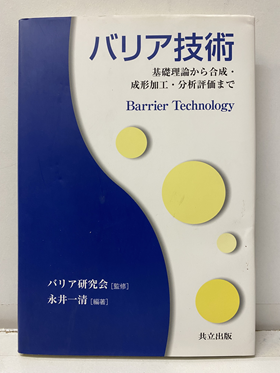 バリア技術
基礎理論から合成・
成形加工・分析評価まで
Barrier Technology
バリア研究会[監修]
永井一清[編著]
共立出版